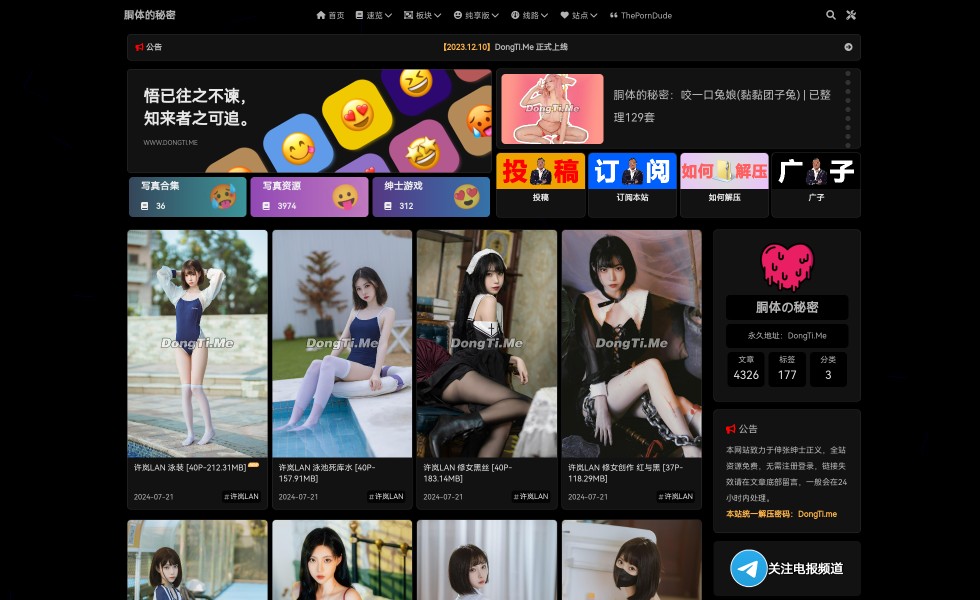 胴体的秘密
首页 速览 板块 纯享版 线路 站点 ThePornDude
公告
【2023.12.10】DongTi.Me 正式上线
悟已往之不谏，
知来者之可追。
WWW.DONGTI.ME
DongTi.Me
胴体的秘密：咬一口兔娘(黏黏团子兔) | 已整
理129套
写真合集
36
写真资源
3974
绅士游戏
312
投稿
投稿
订阅
订阅本站
如何解压
如何解压
广子
广子
DongTi.Me
许岚LAN 泳装 [40P-212.31MB]
2024-07-21
#许岚LAN
DongTi.Me
许岚LAN 泳池死库水 [40P-
157.91MB]
2024-07-21
#许岚LAN
DongTi.Me
许岚LAN 修女黑丝 [40P-
183.14MB]
2024-07-21
#许岚LAN
DongTi.Me
许岚LAN 修女创作 红与黑 [37P-
118.29MB]
2024-07-21
#许岚LAN
胴体の秘密
永久地址：DongTi.Me
文章 标签 分类
4326 177 3
公告
本网站致力于伸张绅士正义，全站
资源免费，无需注册登录，链接失
效请在文章底部留言，一般会在24
小时内处理。
本站统一解压密码：DongTi.me
关注电报频道